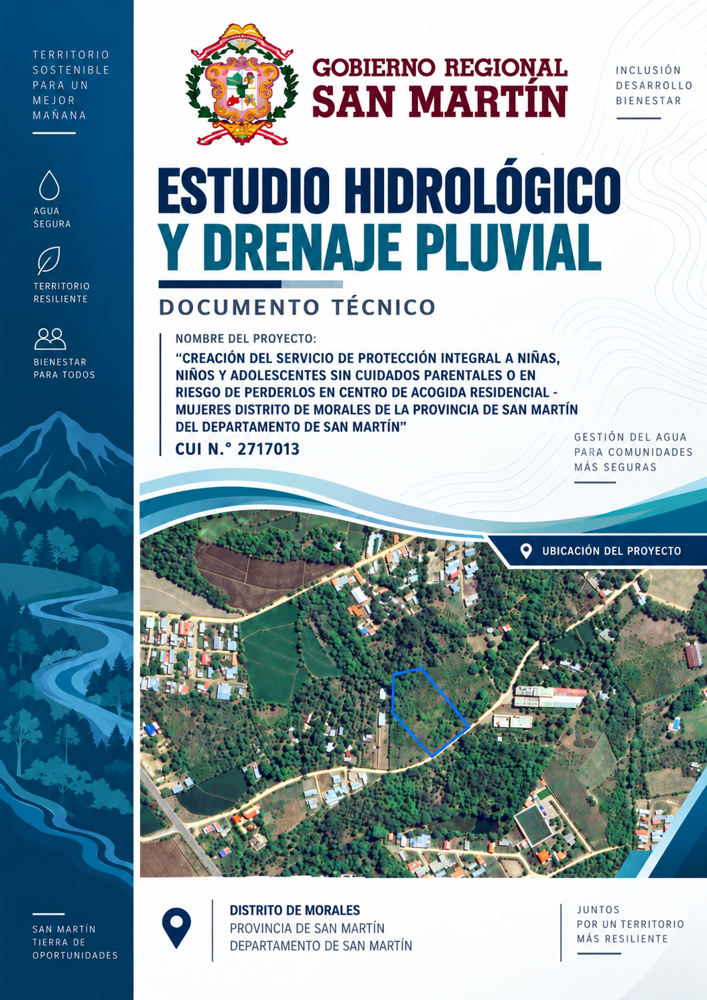 TERRITORIO
SOSTENIBLE
PARA UN
MEJOR
MAÑANA
AGUA
SEGURA
TERRITORIO
RESILIENTE
BIENESTAR
PARA TODOS
SAN MARTÍN
TIERRA DE
OPORTUNIDADES
GOBIERNO REGIONAL
SAN MARTÍN
INCLUSIÓN
DESARROLLO
BIENESTAR
ESTUDIO HIDROLÓGICO
Y DRENAJE PLUVIAL
DOCUMENTO TÉCNICO
NOMBRE DEL PROYECTO:
“CREACIÓN DEL SERVICIO DE PROTECCIÓN INTEGRAL A NIÑAS,
NIÑOS Y ADOLESCENTES SIN CUIDADOS PARENTALES O EN
RIESGO DE PERDERLOS EN CENTRO DE ACOGIDA RESIDENCIAL -
MUJERES DISTRITO DE MORALES DE LA PROVINCIA DE SAN MARTÍN
DEL DEPARTAMENTO DE SAN MARTÍN”
CUI N.° 2717013
GESTIÓN DEL AGUA
PARA COMUNIDADES
MÁS SEGURAS
UBICACIÓN DEL PROYECTO
DISTRITO DE MORALES
PROVINCIA DE SAN MARTÍN
DEPARTAMENTO DE SAN MARTÍN
JUNTOS
POR UN TERRITORIO
MÁS RESILIENTE